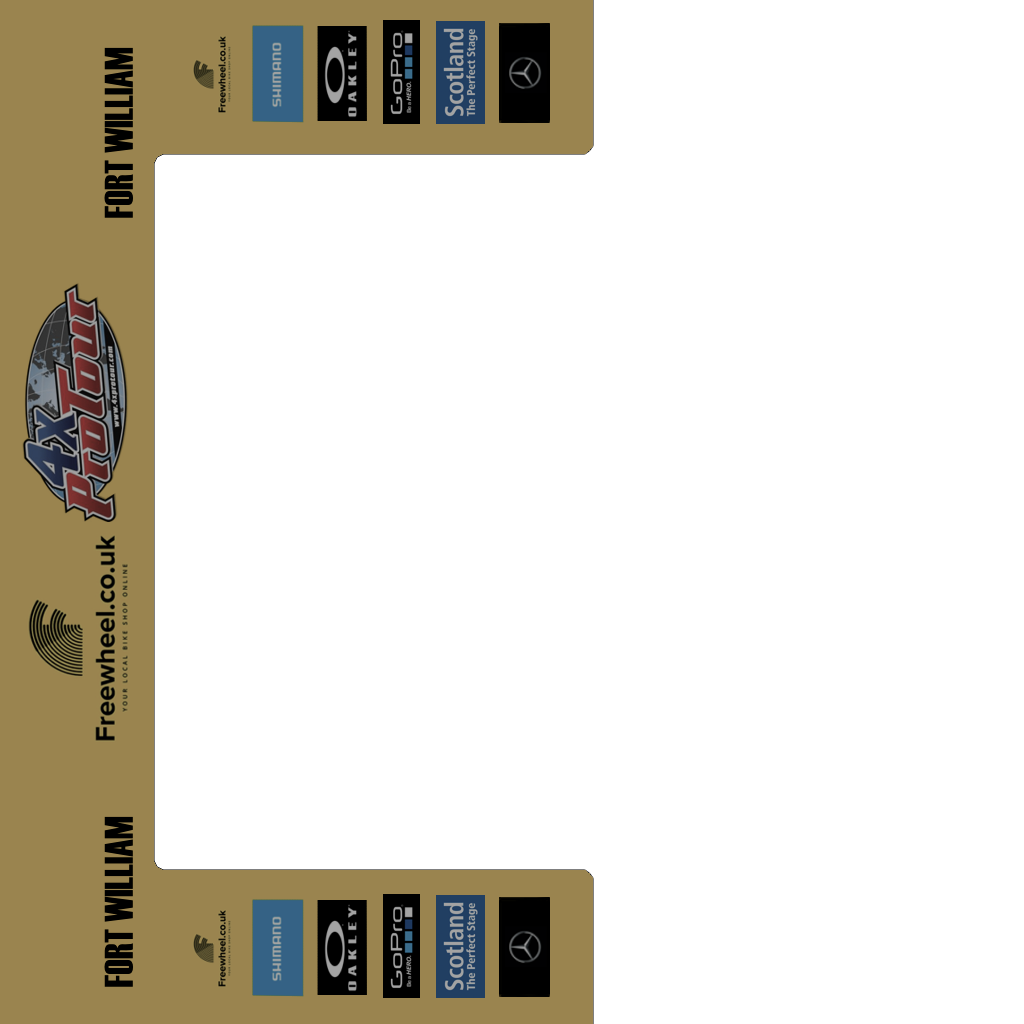 FORT WILLIAM
4x
ProTour
www.4xprotour.com
Freewheel.co.uk
YOUR LOCAL BIKE SHOP ONLINE
FORT WILLIAM
Freewheel.co.uk
SHIMANO
OAKLEY
GoPro
Be a HERO.
Scotland
The Perfect Stage
Freewheel.co.uk
SHIMANO
OAKLEY
GoPro
Be a HERO.
Scotland
The Perfect Stage